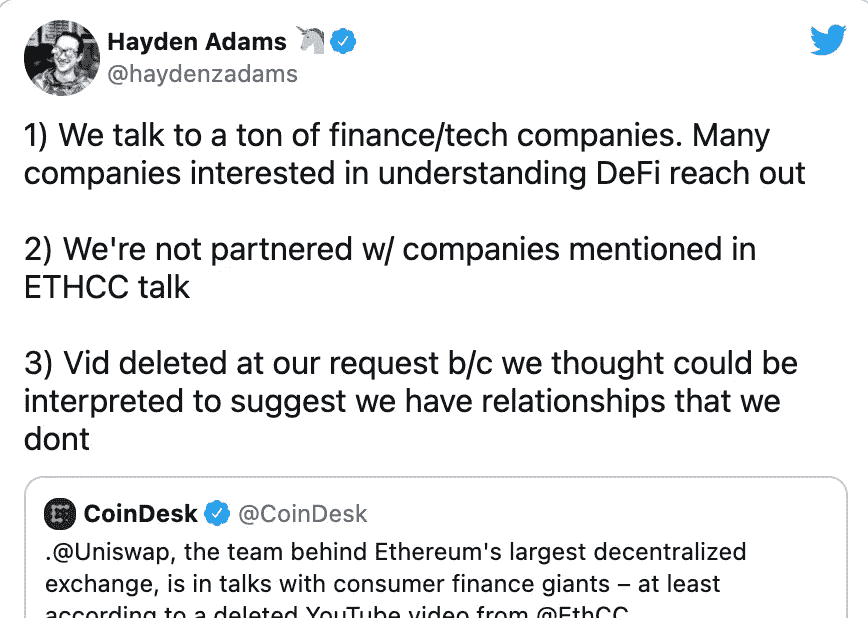 Hayden Adams 🦄
@haydenzadams
1) We talk to a ton of finance/tech companies. Many
companies interested in understanding DeFi reach out
2) We're not partnered w/ companies mentioned in
ETHCC talk
3) Vid deleted at our request b/c we thought could be
interpreted to suggest we have relationships that we
dont
CoinDesk @CoinDesk
.@Uniswap, the team behind Ethereum's largest decentralized
exchange, is in talks with consumer finance giants – at least
according to a deleted YouTube video from @EthCC